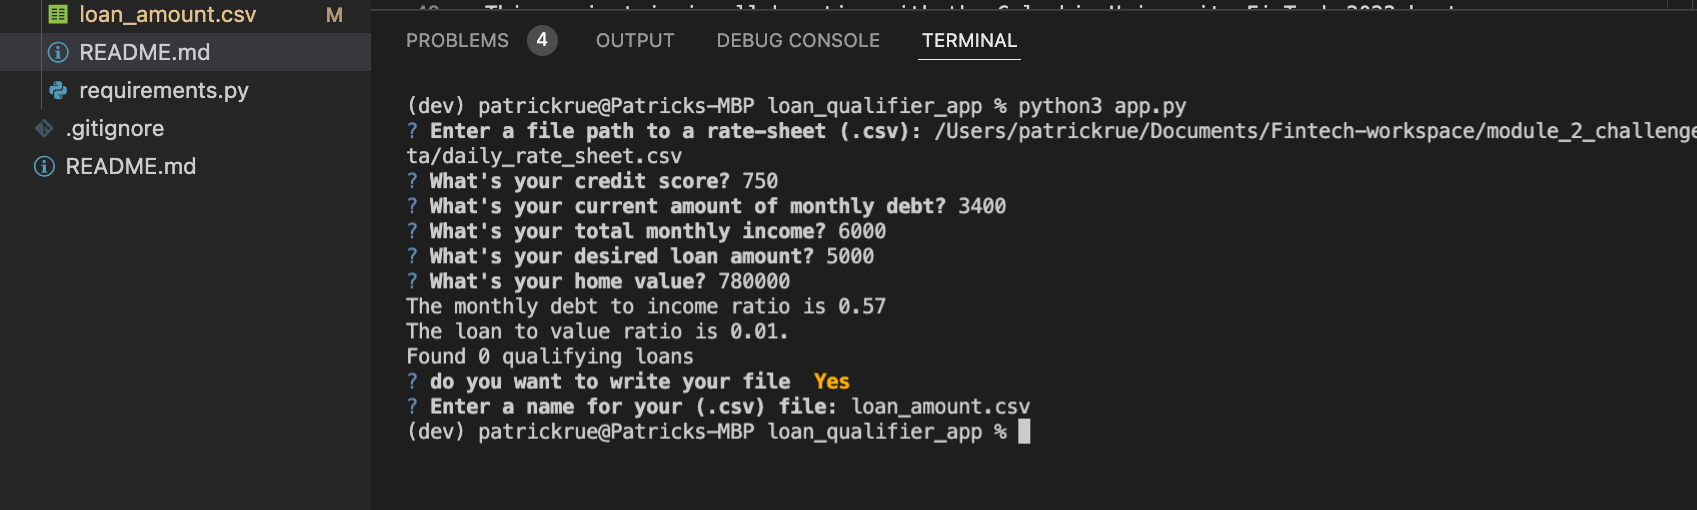 loan_amount.csv M
README.md
requirements.py
.gitignore
README.md
PROBLEMS 4 OUTPUT DEBUG CONSOLE TERMINAL
(dev) patrickrue@Patricks-MBP loan_qualifier_app % python3 app.py
? Enter a file path to a rate-sheet (.csv): /Users/patrickrue/Documents/Fintech-workspace/module_2_challenge
ta/daily_rate_sheet.csv
? What's your credit score? 750
? What's your current amount of monthly debt? 3400
? What's your total monthly income? 6000
? What's your desired loan amount? 5000
? What's your home value? 780000
The monthly debt to income ratio is 0.57
The loan to value ratio is 0.01.
Found 0 qualifying loans
? do you want to write your file  Yes
? Enter a name for your (.csv) file: loan_amount.csv
(dev) patrickrue@Patricks-MBP loan_qualifier_app %